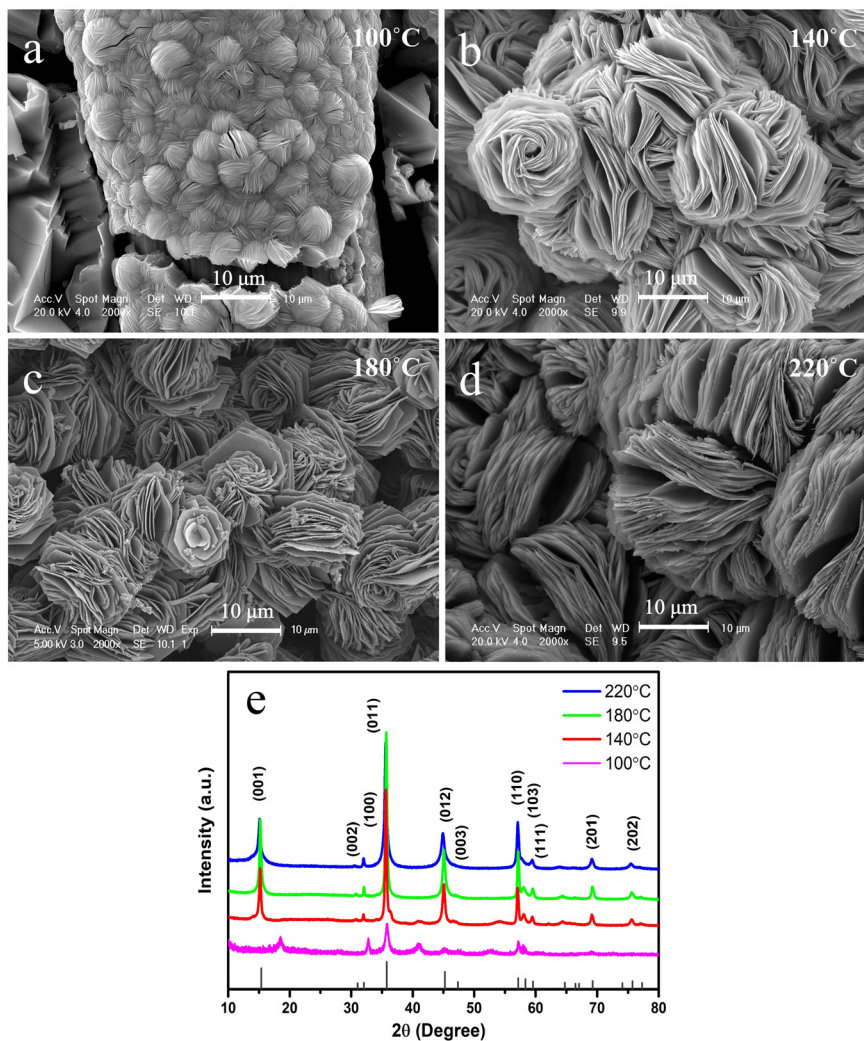 a
100°C
10 μm
Acc.V Spot Magn Det WD 10 μm
20.0 kV 4.0 2000x SE
b
140°C
10 μm
Acc.V Spot Magn Det WD 10 μm
20.0 kV 4.0 2000x SE 9.9
c
180°C
10 μm
Acc.V Spot Magn Det WD Exp 10 μm
5.00 kV 3.0 2000x SE 10.1 1
d
220°C
10 μm
Acc.V Spot Magn Det WD 10 μm
20.0 kV 4.0 2000x SE 9.5
e
220°C
180°C
140°C
100°C
(001)
(002)
(100)
(011)
(012)
(003)
(110)
(103)
(111)
(201)
(202)
Intensity (a.u.)
10 20 30 40 50 60 70 80
2θ (Degree)